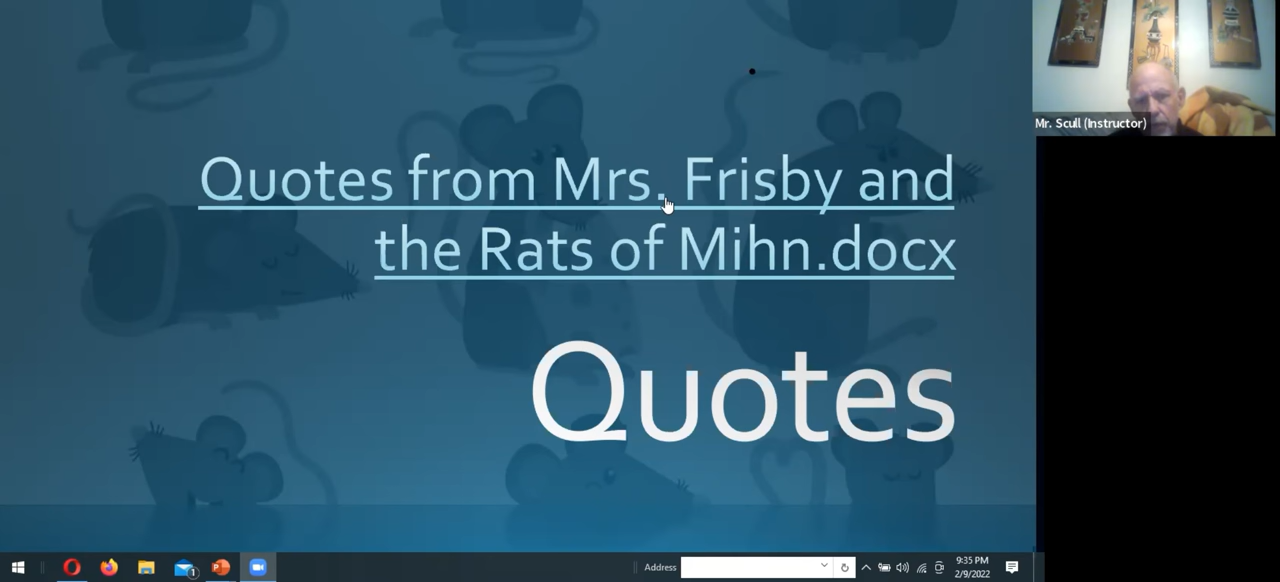 Quotes from Mrs. Frisby and
the Rats of Mihn.docx
Quotes
Mr. Scull (Instructor)
1
Address
9:35 PM
2/9/2022